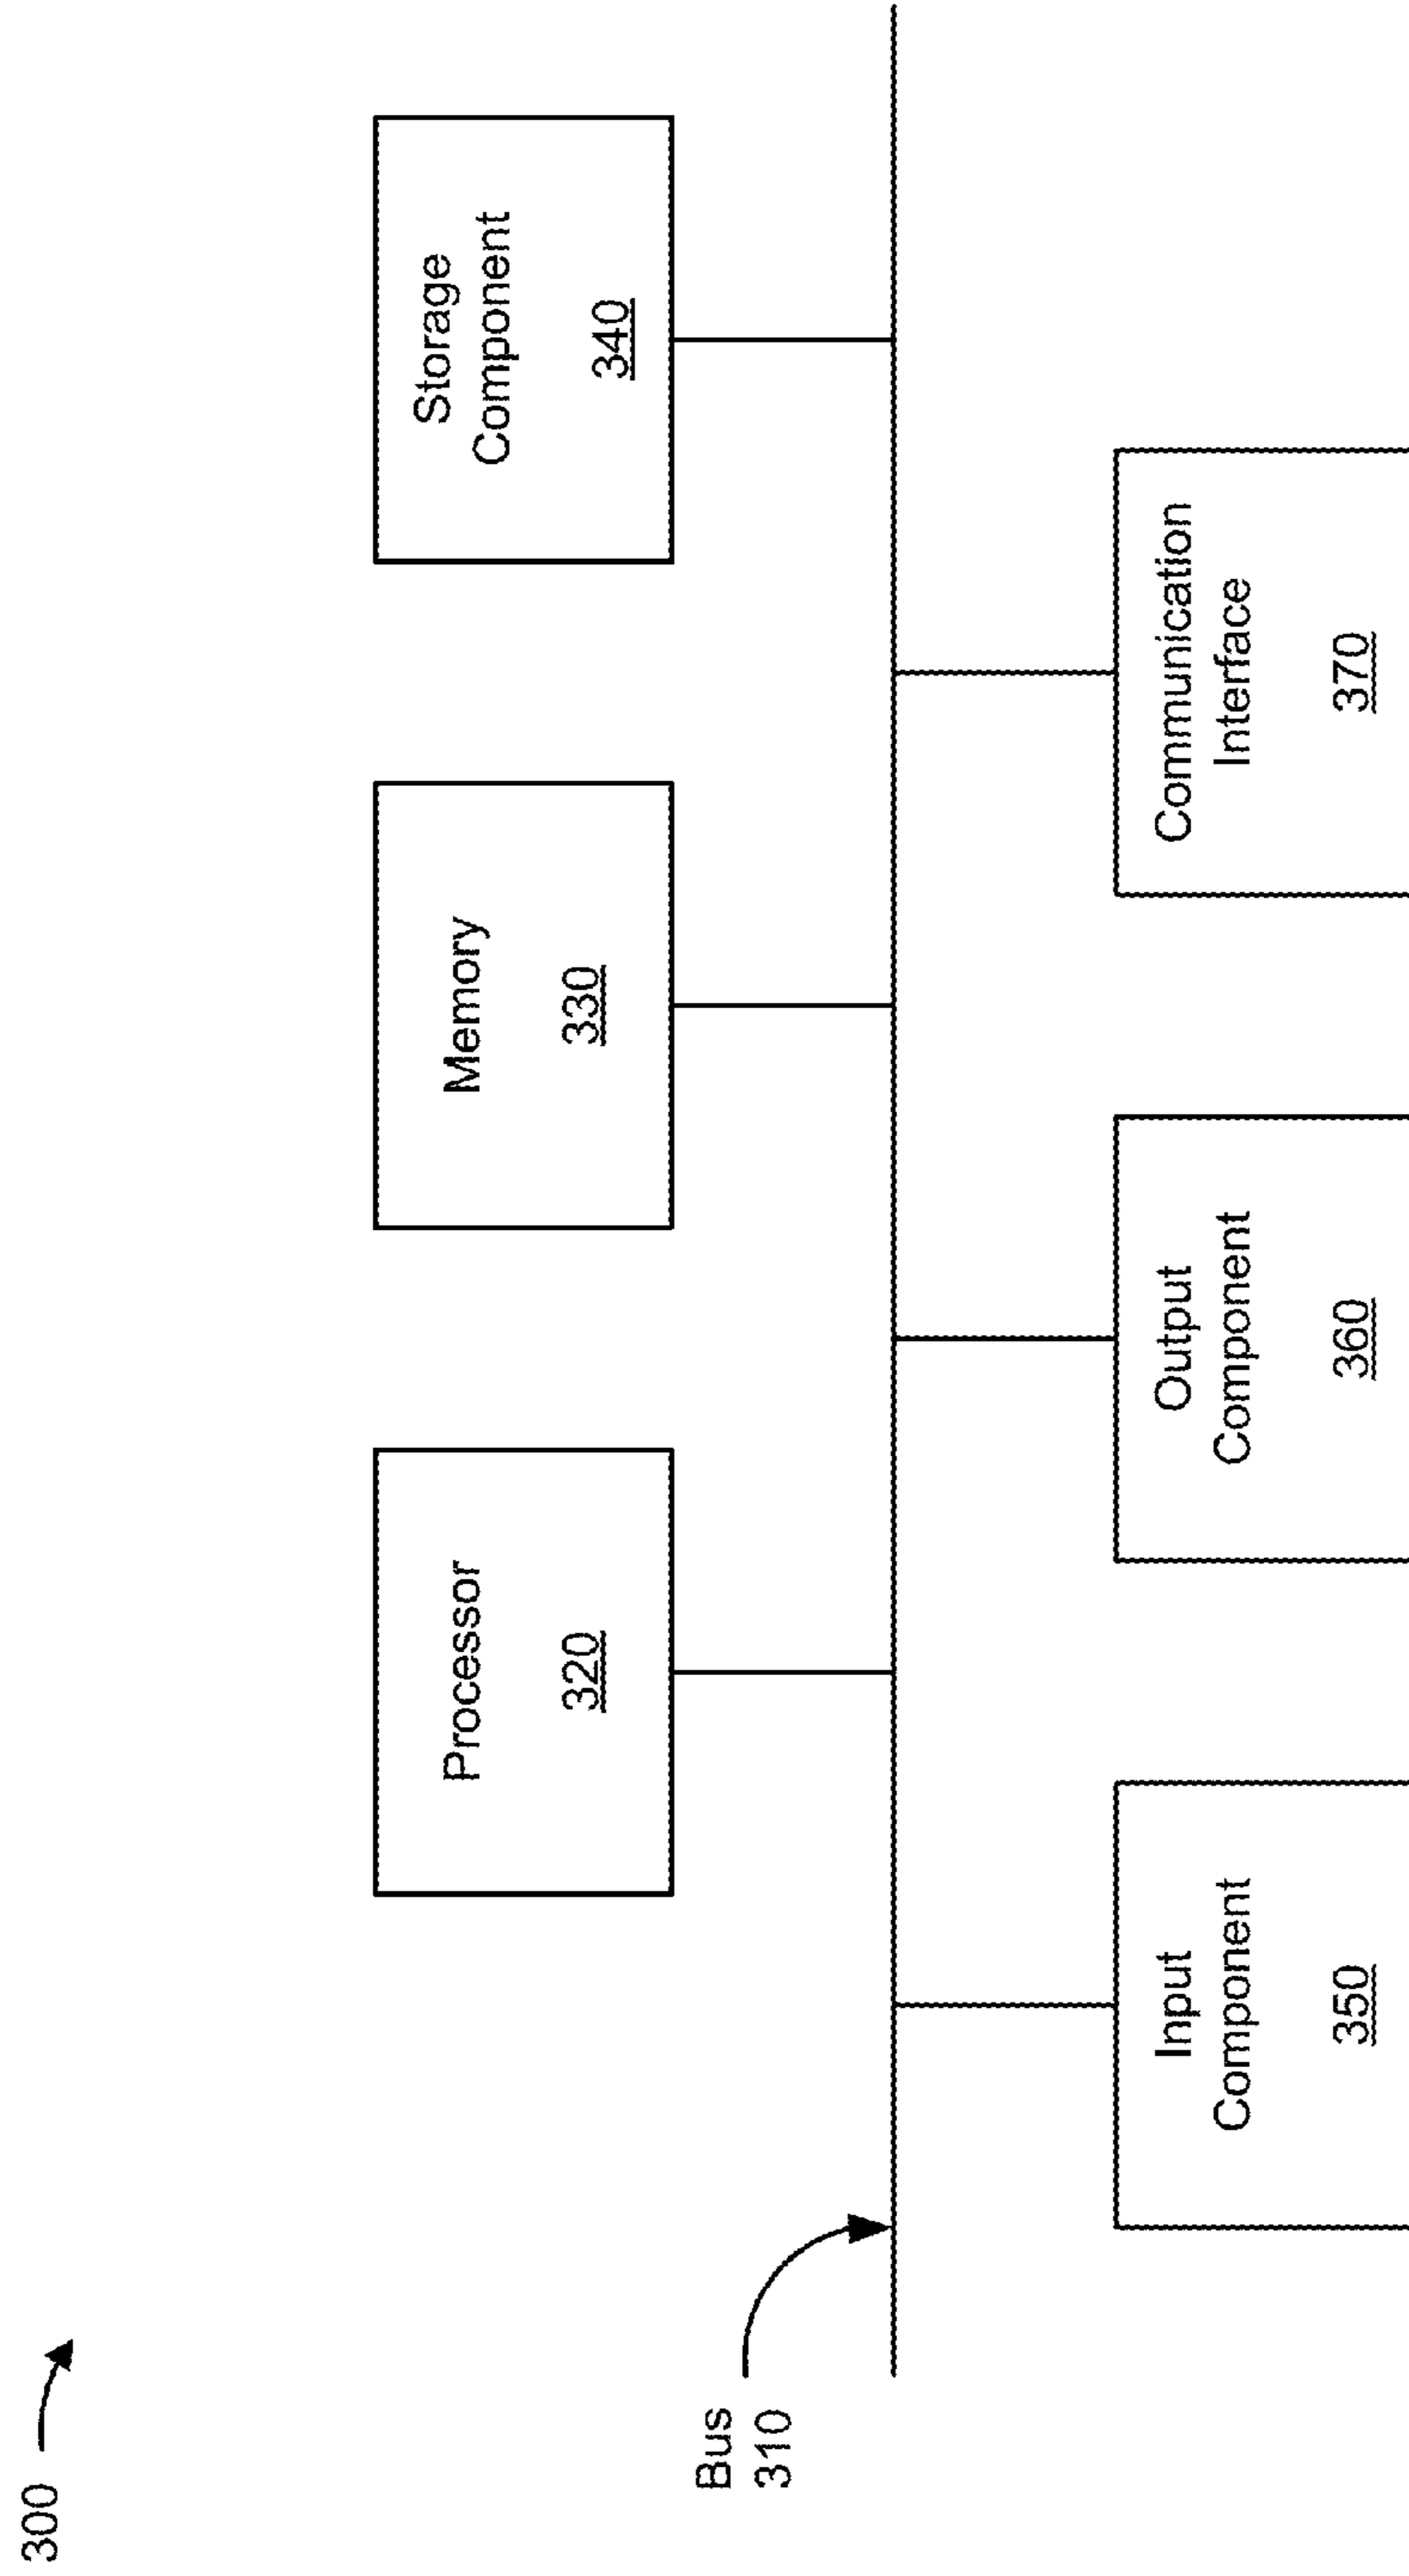 300
Processor
320
Memory
330
Storage
Component
340
Bus
310
Input
Component
350
Output
Component
360
Communication
Interface
370